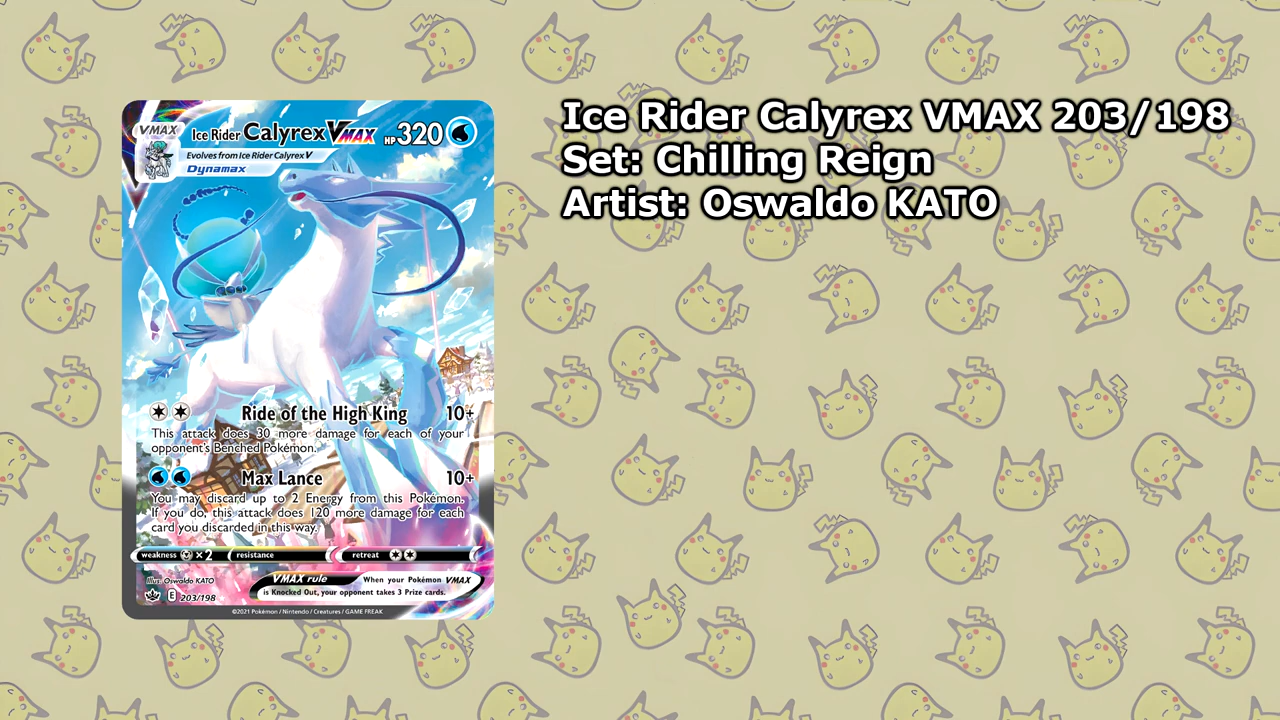 VMAX
Ice Rider Calyrex VMAX HP 320
Evolves from Ice Rider Calyrex V
Dynamax
Ride of the High King 10+
This attack does 30 more damage for each of your
opponent's Benched Pokémon.
Max Lance 10+
You may discard up to 2 Energy from this Pokémon.
If you do, this attack does 120 more damage for each
card you discarded in this way.
weakness ×2 resistance retreat
Illus. Oswaldo KATO
E 203/198
VMAX rule When your Pokémon VMAX
is Knocked Out, your opponent takes 3 Prize cards.
©2021 Pokémon / Nintendo / Creatures / GAME FREAK
Ice Rider Calyrex VMAX 203/198
Set: Chilling Reign
Artist: Oswaldo KATO